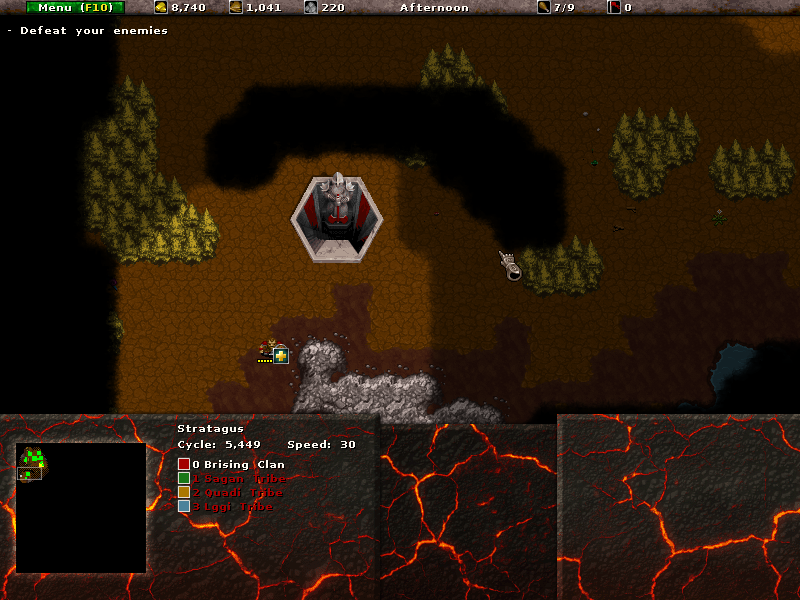 Menu (F10) 8,740 1,041 220 Afternoon 7/9 0
- Defeat your enemies
Stratagus
Cycle: 5,449 Speed: 30
0 Brising Clan
1 Sagan Tribe
2 Quadi Tribe
3 Eggi Tribe